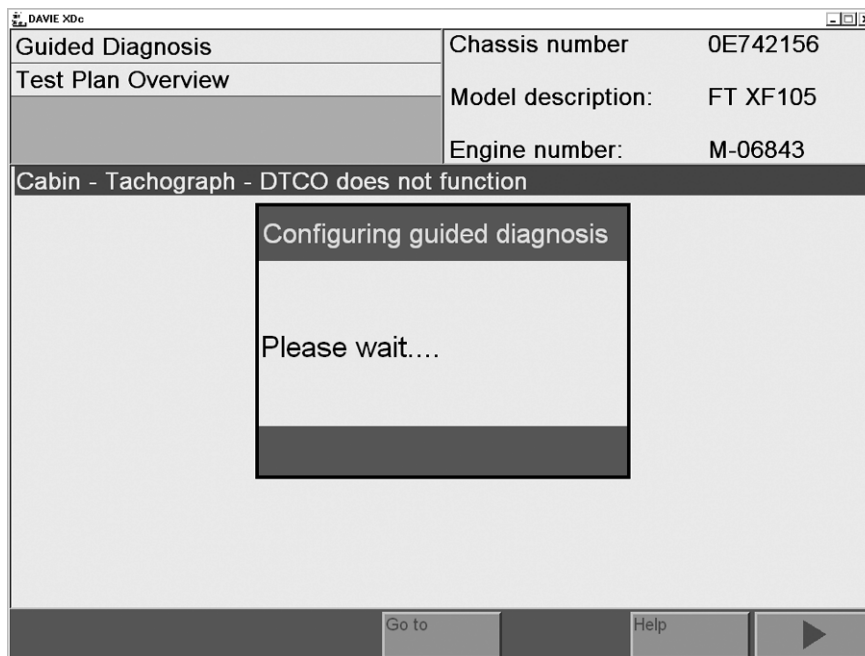 DAVIE XDc
Guided Diagnosis
Test Plan Overview
Chassis number 0E742156
Model description: FT XF105
Engine number: M-06843
Cabin - Tachograph - DTCO does not function
Configuring guided diagnosis
Please wait....
Go to
Help